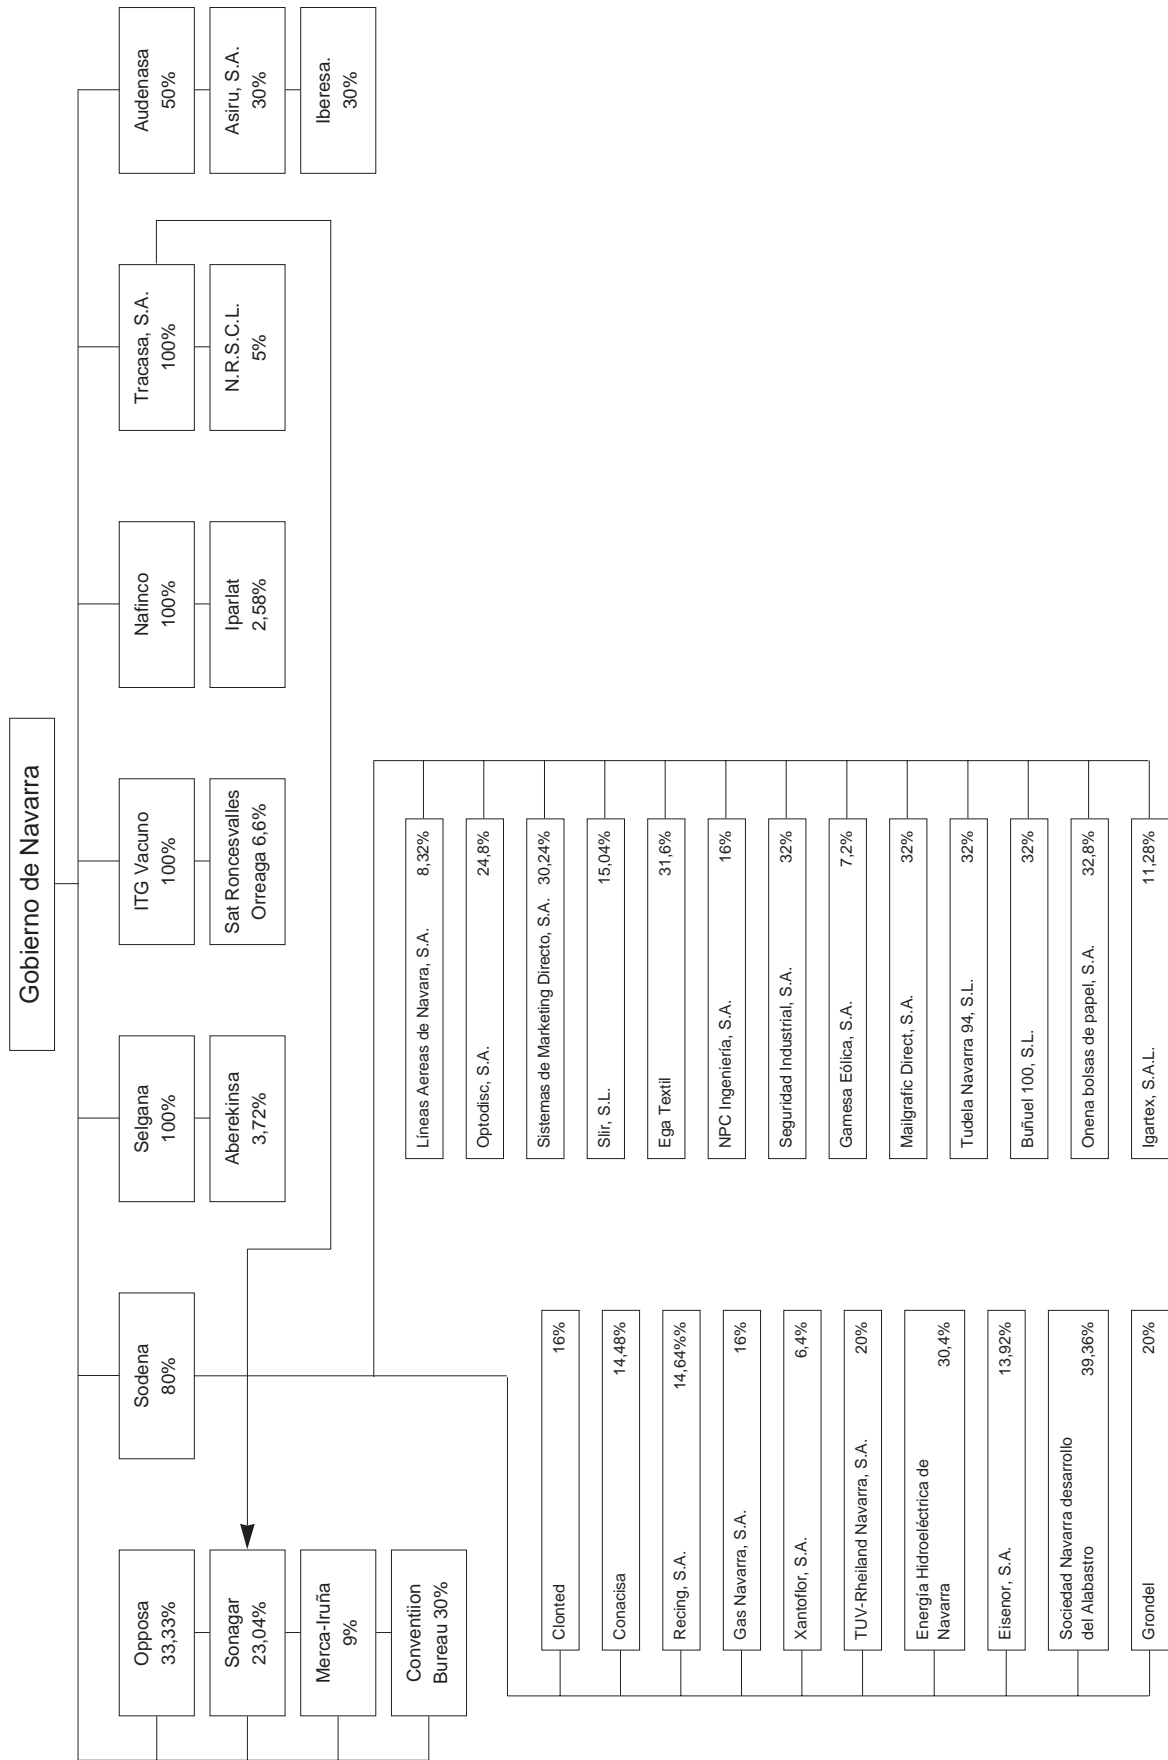 Gobierno de Navarra
Opposa
33,33%
Sonagar
23,04%
Merca-Iruña
9%
Conventiion
Bureau 30%
Sodena
80%
Selgana
100%
Aberekinsa
3,72%
ITG Vacuno
100%
Sat Roncesvalles
Orreaga 6,6%
Nafinco
100%
Iparlat
2,58%
Tracasa, S.A.
100%
N.R.S.C.L.
5%
Audenasa
50%
Asiru, S.A.
30%
Iberesa.
30%
Clonted 16%
Conacisa 14,48%
Recing, S.A. 14,64%%
Gas Navarra, S.A. 16%
Xantoflor, S.A. 6,4%
TUV-Rheiland Navarra, S.A. 20%
Energía Hidroeléctrica de
Navarra 30,4%
Eisenor, S.A. 13,92%
Sociedad Navarra desarrollo
del Alabastro 39,36%
Grondel 20%
Líneas Aereas de Navara, S.A. 8,32%
Optodisc, S.A. 24,8%
Sistemas de Marketing Directo, S.A. 30,24%
Slir, S.L. 15,04%
Ega Textil 31,6%
NPC Ingeniería, S.A. 16%
Seguridad Industrial, S.A. 32%
Gamesa Eólica, S.A. 7,2%
Mailgrafic Direct, S.A. 32%
Tudela Navarra 94, S.L. 32%
Buñuel 100, S.L. 32%
Onena bolsas de papel, S.A. 32,8%
Igartex, S.A.L. 11,28%